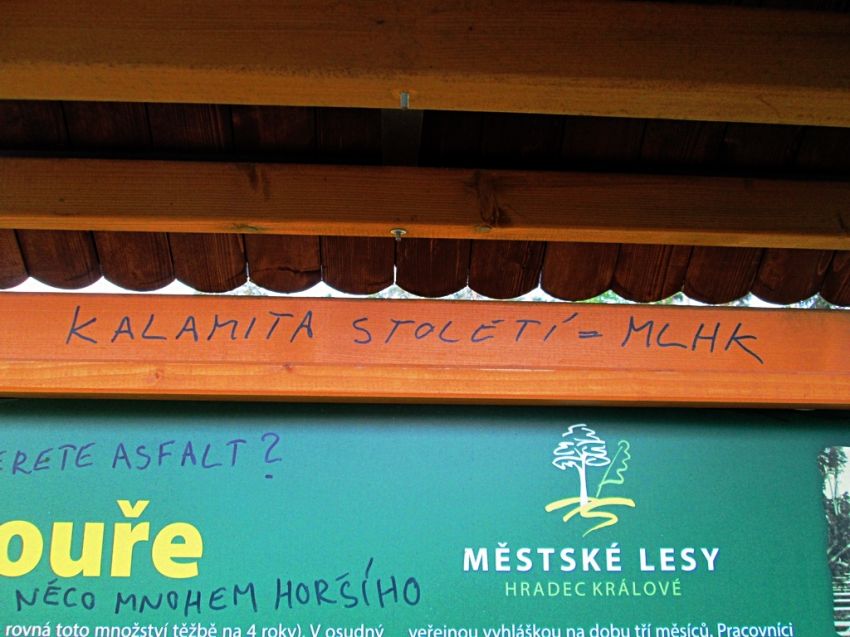 KALAMITA STOLETÍ = MLHK
ERETE ASFALT?
ouře
MĚSTSKÉ LESY
HRADEC KRÁLOVÉ
NĚCO MNOHEM HORŠÍHO
rovná toto množství těžbě na 4 roky). V osudný
veřejnou vyhláškou na dobu tří měsíců. Pracovníci